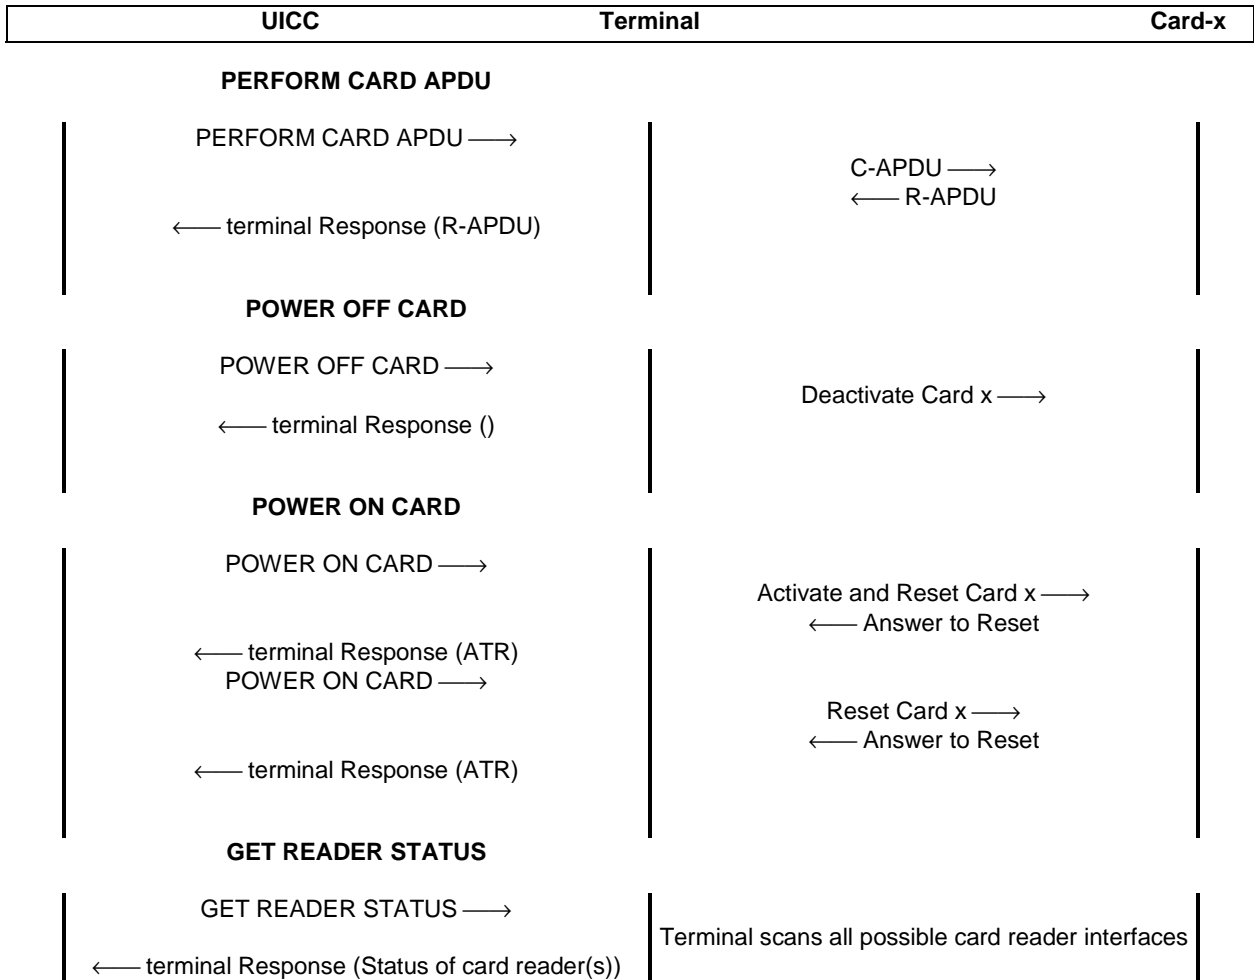 UICC Terminal Card-x
PERFORM CARD APDU
PERFORM CARD APDU ⟶
C-APDU ⟶
⟵ R-APDU
⟵ terminal Response (R-APDU)
POWER OFF CARD
POWER OFF CARD ⟶
Deactivate Card x ⟶
⟵ terminal Response ()
POWER ON CARD
POWER ON CARD ⟶
Activate and Reset Card x ⟶
⟵ Answer to Reset
⟵ terminal Response (ATR)
POWER ON CARD ⟶
Reset Card x ⟶
⟵ Answer to Reset
⟵ terminal Response (ATR)
GET READER STATUS
GET READER STATUS ⟶
Terminal scans all possible card reader interfaces
⟵ terminal Response (Status of card reader(s))